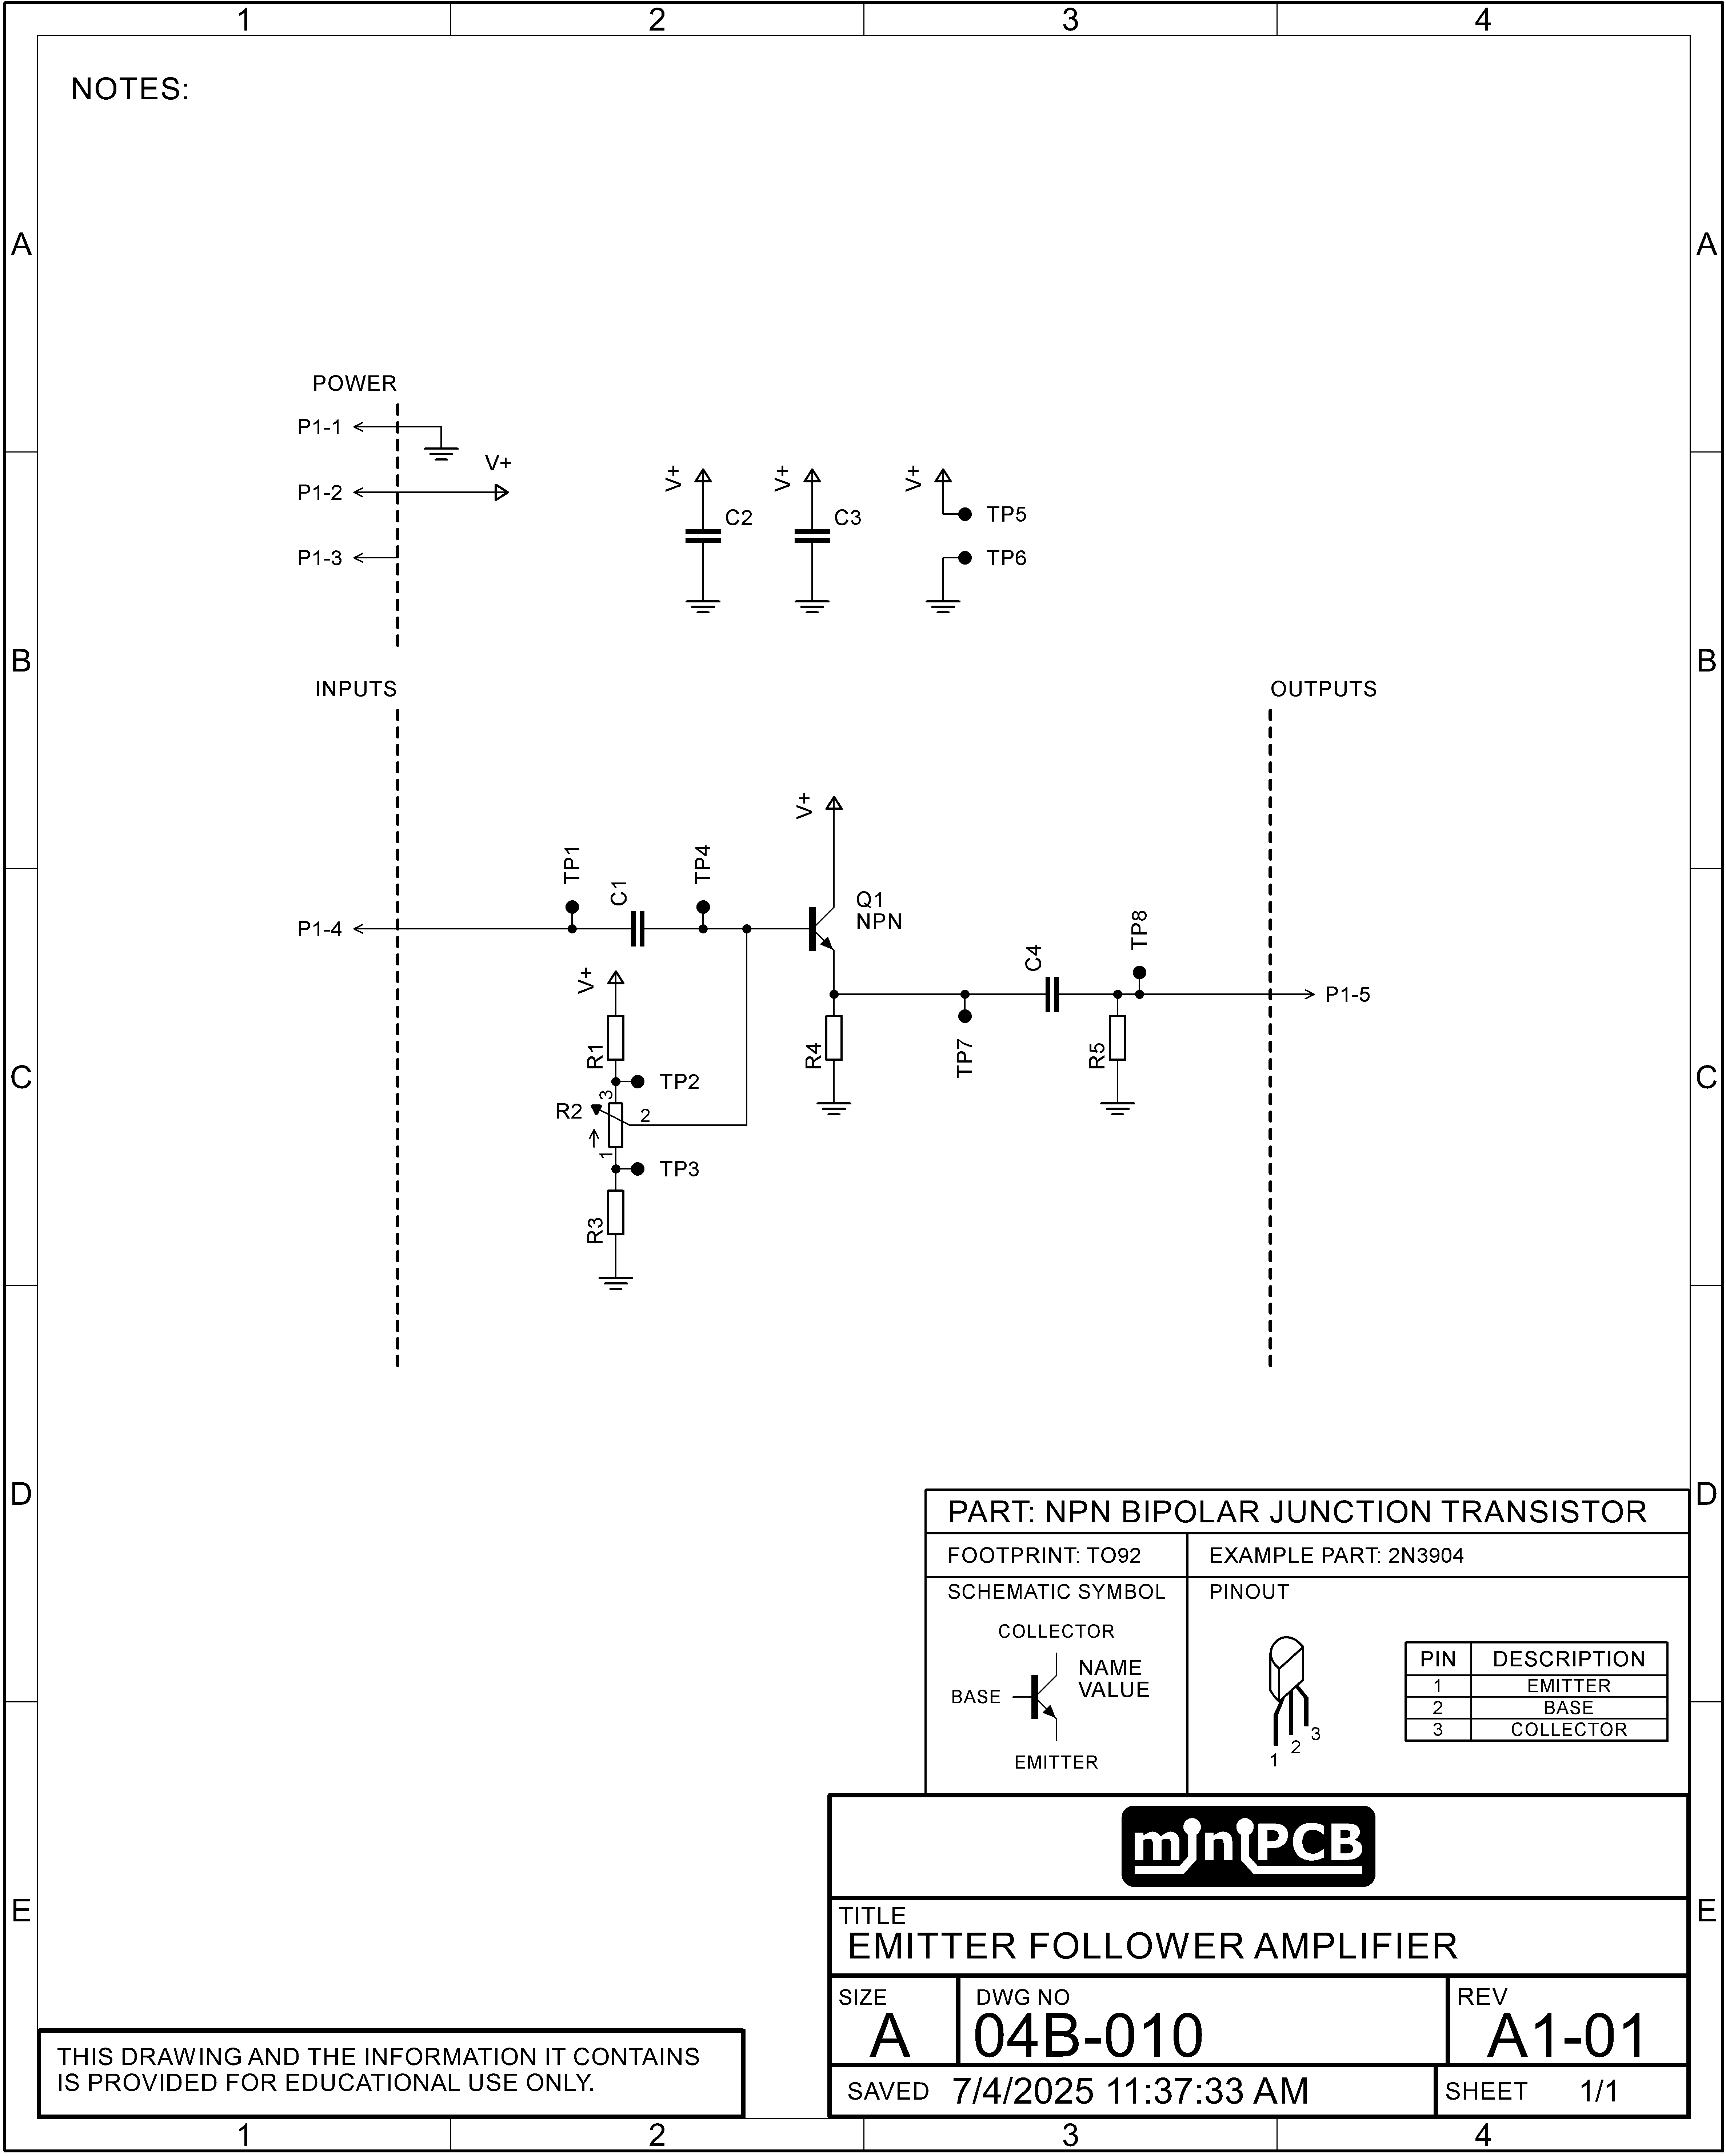 1 2 3 4
NOTES:
A A
POWER
P1-1
V+
P1-2
P1-3
V+ C2
V+ C3
V+ TP5
TP6
B B
INPUTS
OUTPUTS
V+
TP1
C1
TP4
Q1
NPN
P1-4
V+
R1
TP2
3
R2
2
1
TP3
R3
R4
TP7
C4
TP8
R5
P1-5
C C
D D
PART: NPN BIPOLAR JUNCTION TRANSISTOR
FOOTPRINT: TO92
EXAMPLE PART: 2N3904
SCHEMATIC SYMBOL
COLLECTOR
NAME
VALUE
BASE
EMITTER
PINOUT
1 2 3
PIN DESCRIPTION
1 EMITTER
2 BASE
3 COLLECTOR
miniPCB
E E
TITLE
EMITTER FOLLOWER AMPLIFIER
SIZE
A
DWG NO
04B-010
REV
A1-01
SAVED 7/4/2025 11:37:33 AM
SHEET 1/1
THIS DRAWING AND THE INFORMATION IT CONTAINS
IS PROVIDED FOR EDUCATIONAL USE ONLY.
1 2 3 4